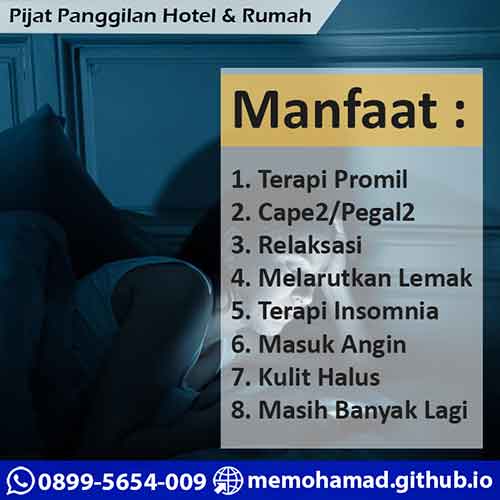 Pijat Panggilan Hotel & Rumah
Manfaat :
1. Terapi Promil
2. Cape2/Pegal2
3. Relaksasi
4. Melarutkan Lemak
5. Terapi Insomnia
6. Masuk Angin
7. Kulit Halus
8. Masih Banyak Lagi
0899-5654-009 memohamad.github.io